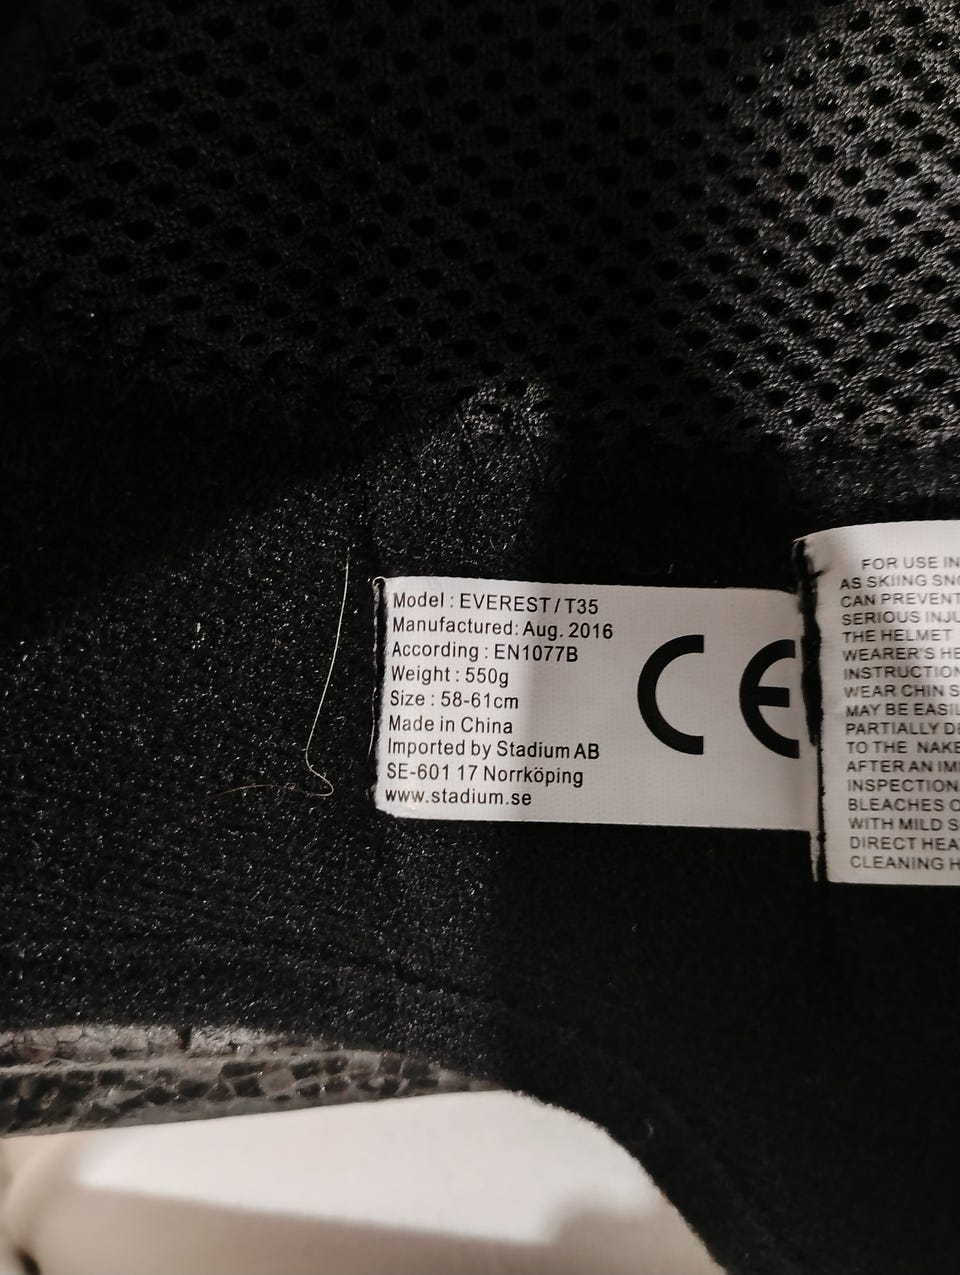 Model : EVEREST / T35
Manufactured: Aug. 2016
According : EN1077B
Weight : 550g
Size : 58-61cm
Made in China
Imported by Stadium AB
SE-601 17 Norrköping
www.stadium.se
CE
FOR USE IN
AS SKIING
CAN PREVENT
SERIOUS
THE HELMET
WEARER'S
WEAR CHIN
MAY BE
PARTIALLY
TO THE
AFTER AN
INSPECTION
BLEACHES
WITH MILD
DIRECT
CLEANING